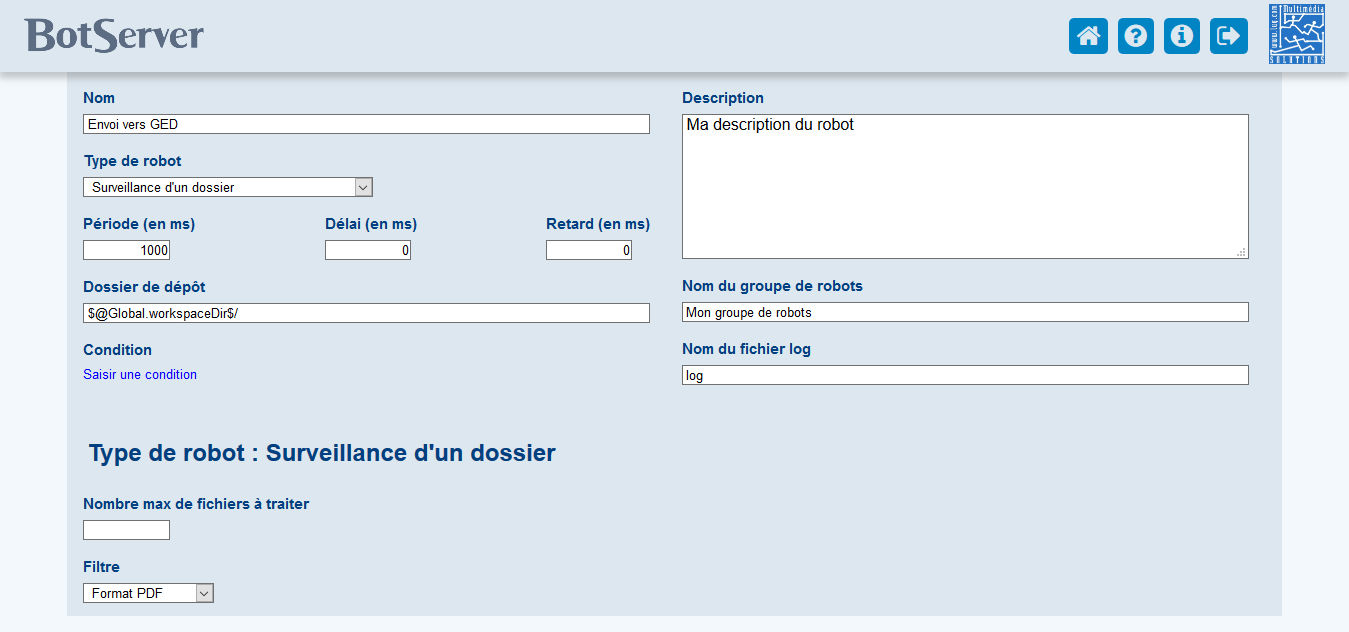 BotServer
www.mhc.com
Multimédia
SOLUTIONS
Nom
Envoi vers GED
Type de robot
Surveillance d'un dossier
Période (en ms)
Délai (en ms)
Retard (en ms)
1000
0
0
Dossier de dépôt
$@Global.workspaceDir$/
Condition
Saisir une condition
Description
Ma description du robot
Nom du groupe de robots
Mon groupe de robots
Nom du fichier log
log
Type de robot : Surveillance d'un dossier
Nombre max de fichiers à traiter
Filtre
Format PDF